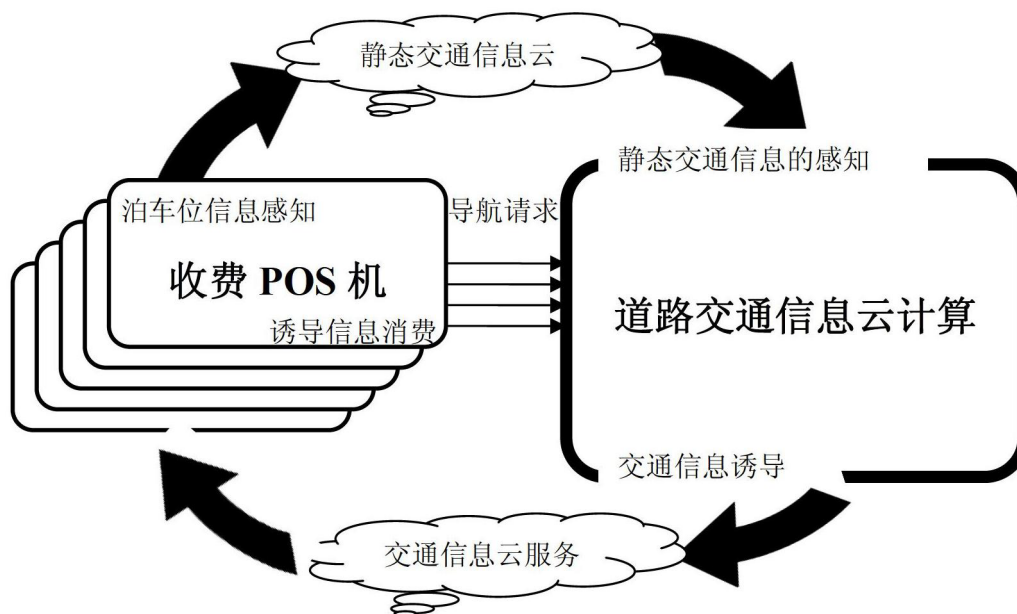 静态交通信息云
静态交通信息的感知
泊车位信息感知
导航请求
收费 POS 机
道路交通信息云计算
诱导信息消费
交通信息诱导
交通信息云服务